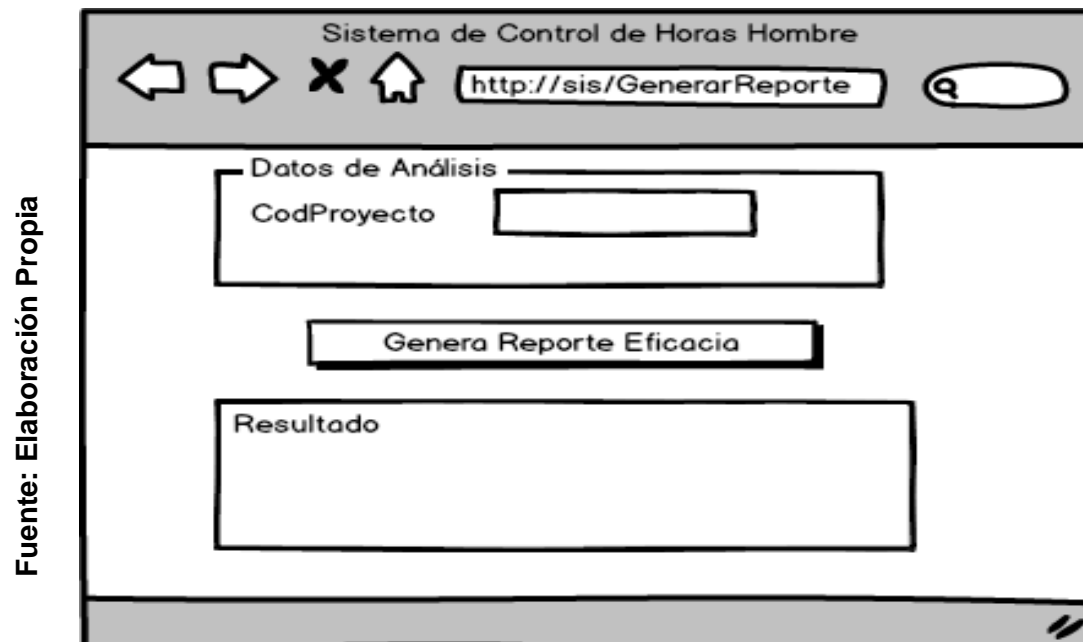 Sistema de Control de Horas Hombre
http://sis/GenerarReporte
Datos de Análisis
CodProyecto
Genera Reporte Eficacia
Resultado
Fuente: Elaboración Propia